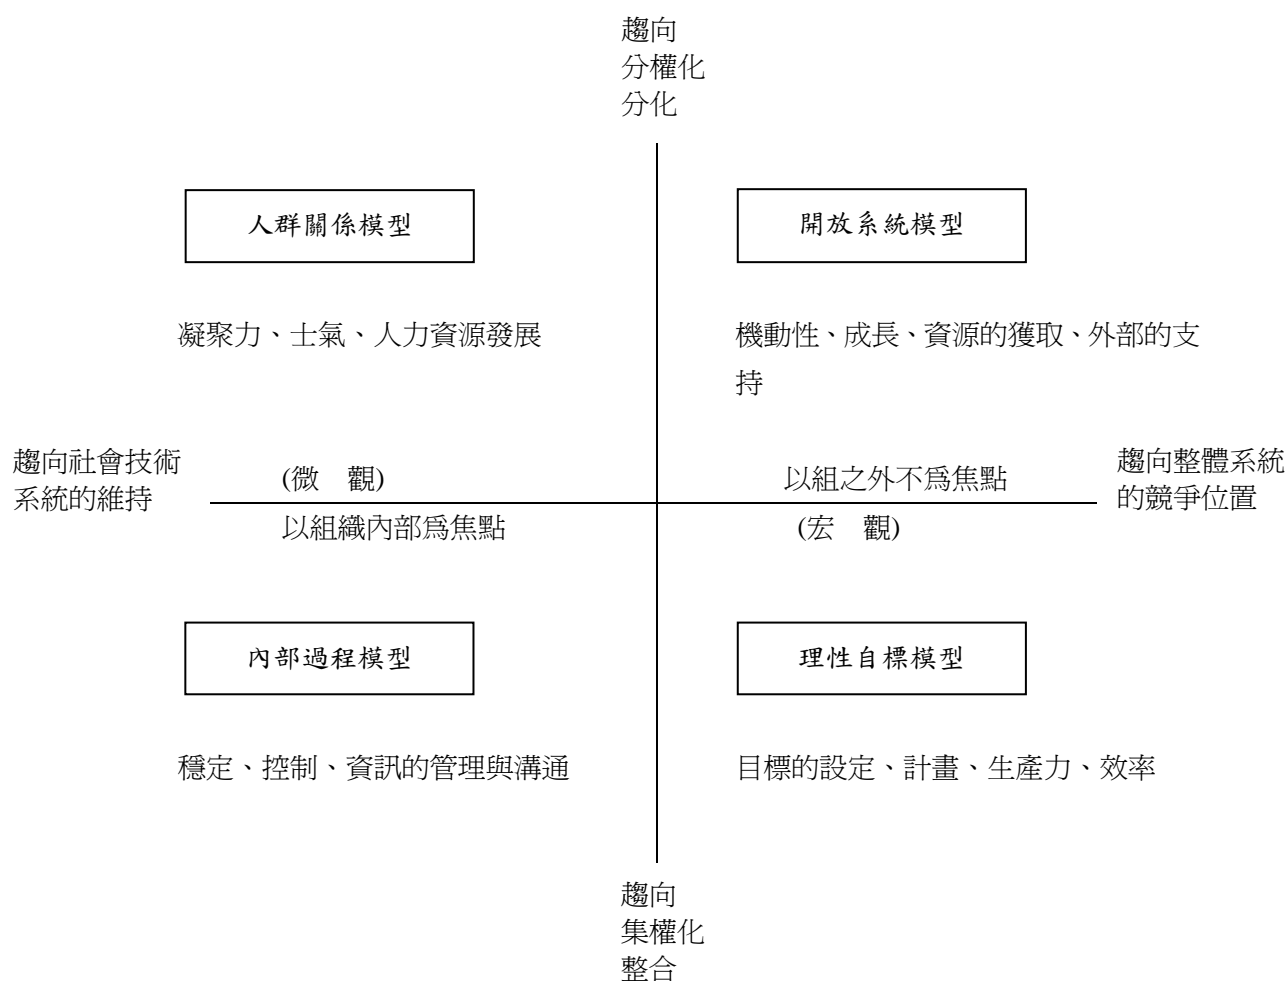 趨向
分權化
分化
人群關係模型
開放系統模型
凝聚力、士氣、人力資源發展
機動性、成長、資源的獲取、外部的支
持
趨向社會技術
系統的維持
(微　觀)
以組之外不爲焦點
趨向整體系統
的競爭位置
以組織內部爲焦點
(宏　觀)
內部過程模型
理性自標模型
穩定、控制、資訊的管理與溝通
目標的設定、計畫、生產力、效率
趨向
集權化
整合